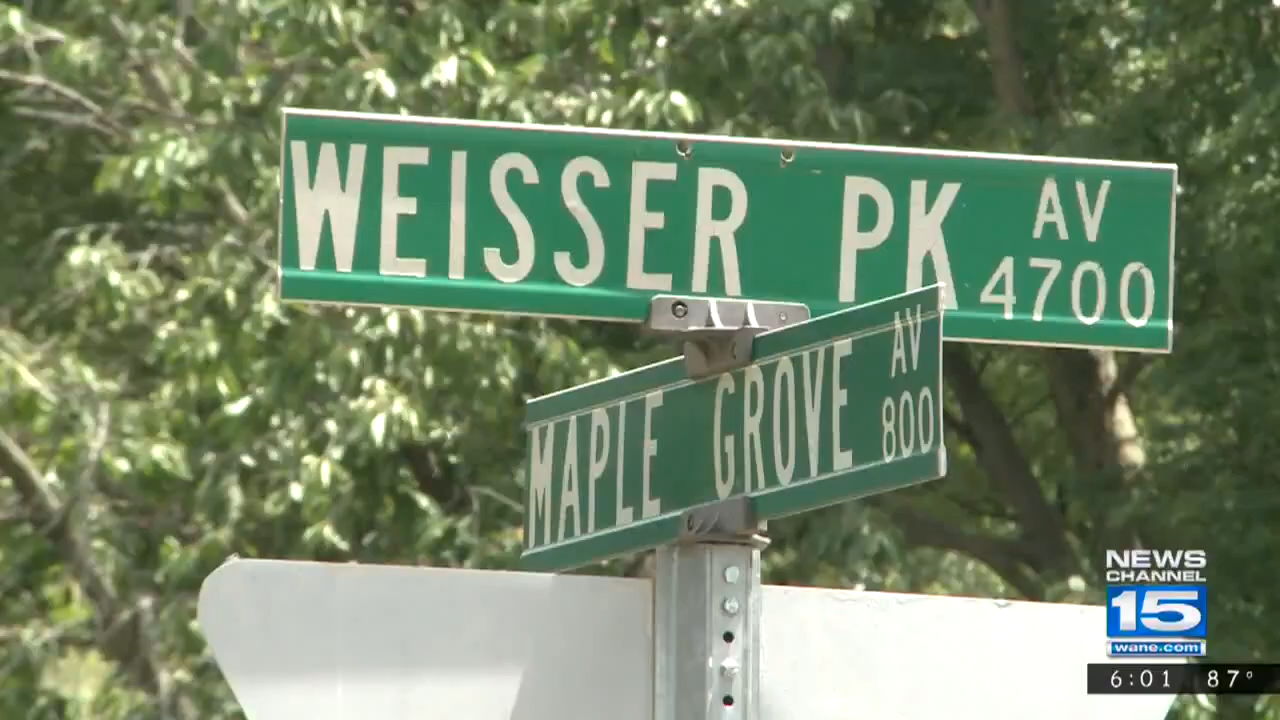 WEISSER PK AV
4700
MAPLE GROVE AV
800
NEWS
CHANNEL
15
wane.com
6:01 87°